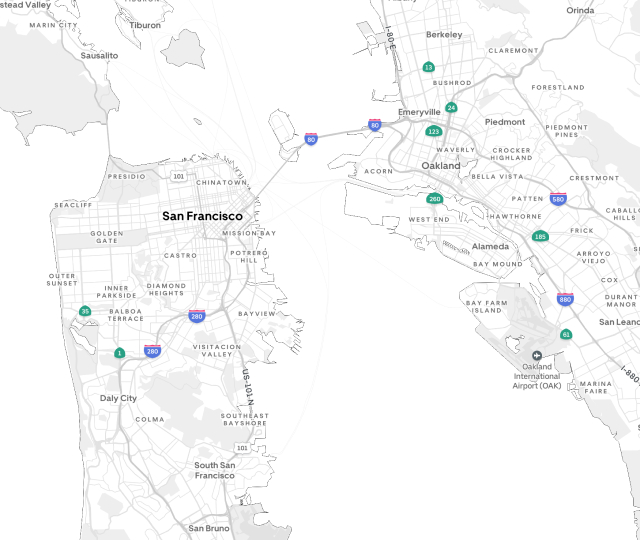 stead Valley
MARIN CITY
Tiburon
Orinda
Sausalito
I-80 E
Berkeley
CLAREMONT
13
BUSHROD
FORESTLAND
24
Emeryville
80
80
123
Piedmont
PIEDMONT
PINES
WAVERLY
CROCKER
HIGHLAND
Oakland
ACORN
BELLA VISTA
CRESTMONT
PRESIDIO
101
CHINATOWN
260
PATTEN
580
SEACLIFF
San Francisco
WEST END
HAWTHORNE
CABALLO
HILLS
GOLDEN
GATE
MISSION BAY
185
FRICK
Alameda
CASTRO
POTRERO
HILL
BAY MOUND
ARROYO
VIEJO
OUTER
SUNSET
INNER
PARKSIDE
DIAMOND
HEIGHTS
COX
BAY FARM
ISLAND
880
DURANT
MANOR
35
BALBOA
TERRACE
280
BAYVIEW
San Leand
61
1
280
VISITACION
VALLEY
Oakland
International
Airport (OAK)
I-880
MARINA
FAIRE
US-101 N
Daly City
COLMA
SOUTHEAST
BAYSHORE
101
South San
Francisco
San Bruno